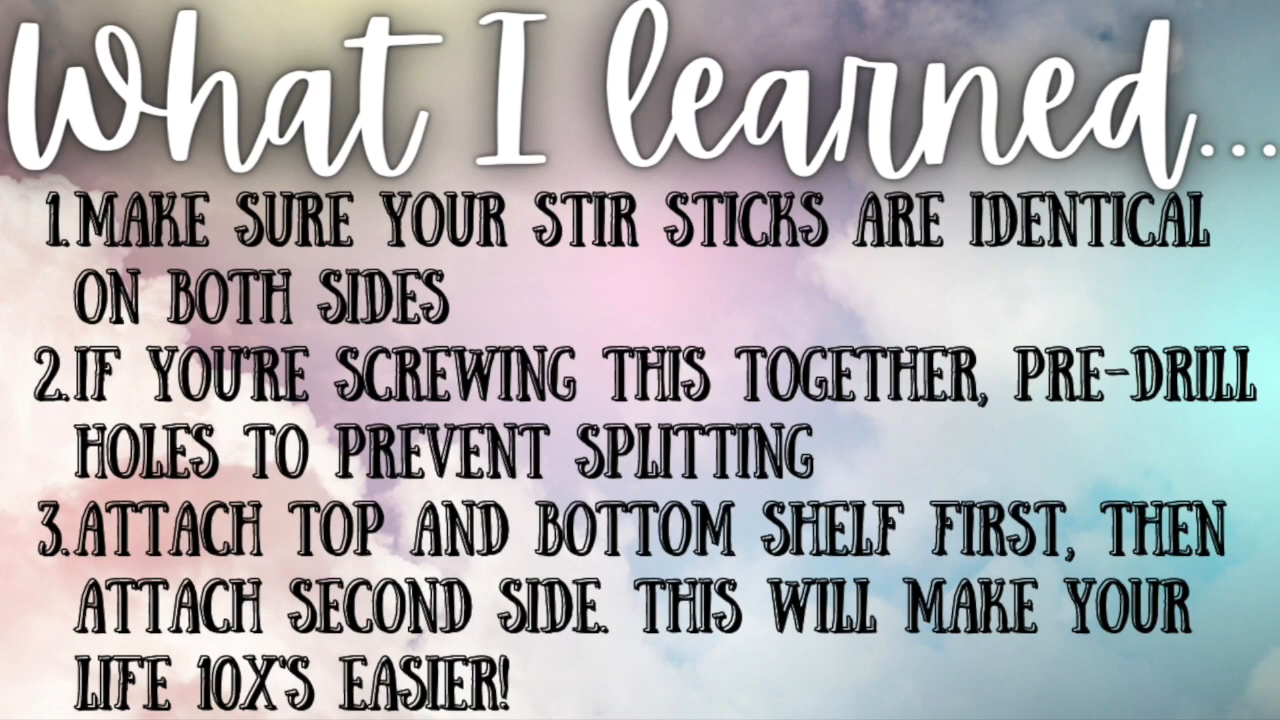 What I learned...
1. MAKE SURE YOUR STIR STICKS ARE IDENTICAL
ON BOTH SIDES
2. IF YOU'RE SCREWING THIS TOGETHER, PRE-DRILL
HOLES TO PREVENT SPLITTING
3. ATTACH TOP AND BOTTOM SHELF FIRST, THEN
ATTACH SECOND SIDE. THIS WILL MAKE YOUR
LIFE 10X'S EASIER!